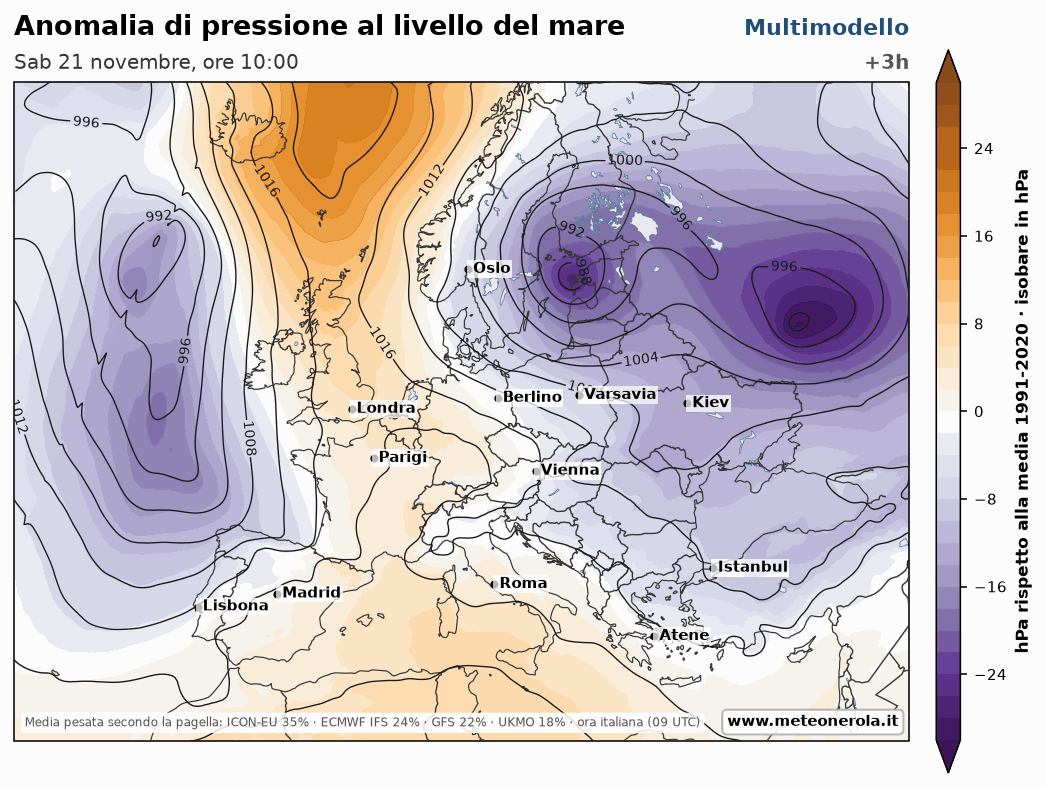 Anomalia di pressione al livello del mare
Multimodello
Sab 21 novembre, ore 10:00
+3h
996
1016
1012
1000
992
996
992
988
996
Oslo
996
1016
1004
1012
Berlino
Varsavia
Kiev
Londra
1008
Parigi
Vienna
Istanbul
Roma
Madrid
Lisbona
Atene
Media pesata secondo la pagella: ICON-EU 35% · ECMWF IFS 24% · GFS 22% · UKMO 18% · ora italiana (09 UTC)
www.meteonerola.it
24
16
8
0
−8
−16
−24
hPa rispetto alla media 1991-2020 · isobare in hPa